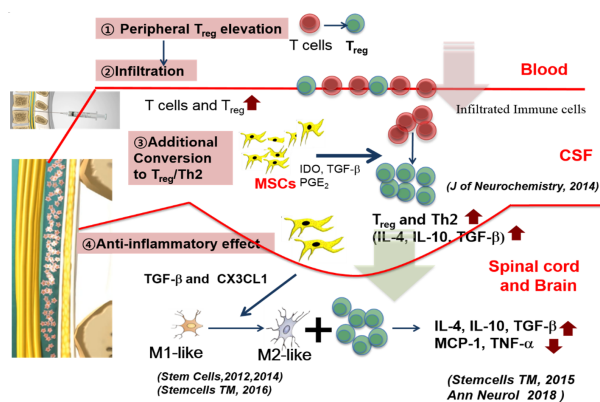 ① Peripheral Treg elevation
T cells
Treg
②Infiltration
Blood
T cells and Treg
Infiltrated Immune cells
③ Additional
Conversion
to Treg/Th2
MSCs
IDO, TGF-β
PGE2
CSF
(J of Neurochemistry, 2014)
Treg and Th2
(IL-4, IL-10, TGF-β)
④Anti-inflammatory effect
Spinal cord
and Brain
TGF-β and CX3CL1
M1-like
M2-like
+
IL-4, IL-10, TGF-β
MCP-1, TNF-α
(Stem Cells,2012,2014)
(Stemcells TM, 2016)
(Stemcells TM, 2015
Ann Neurol 2018 )